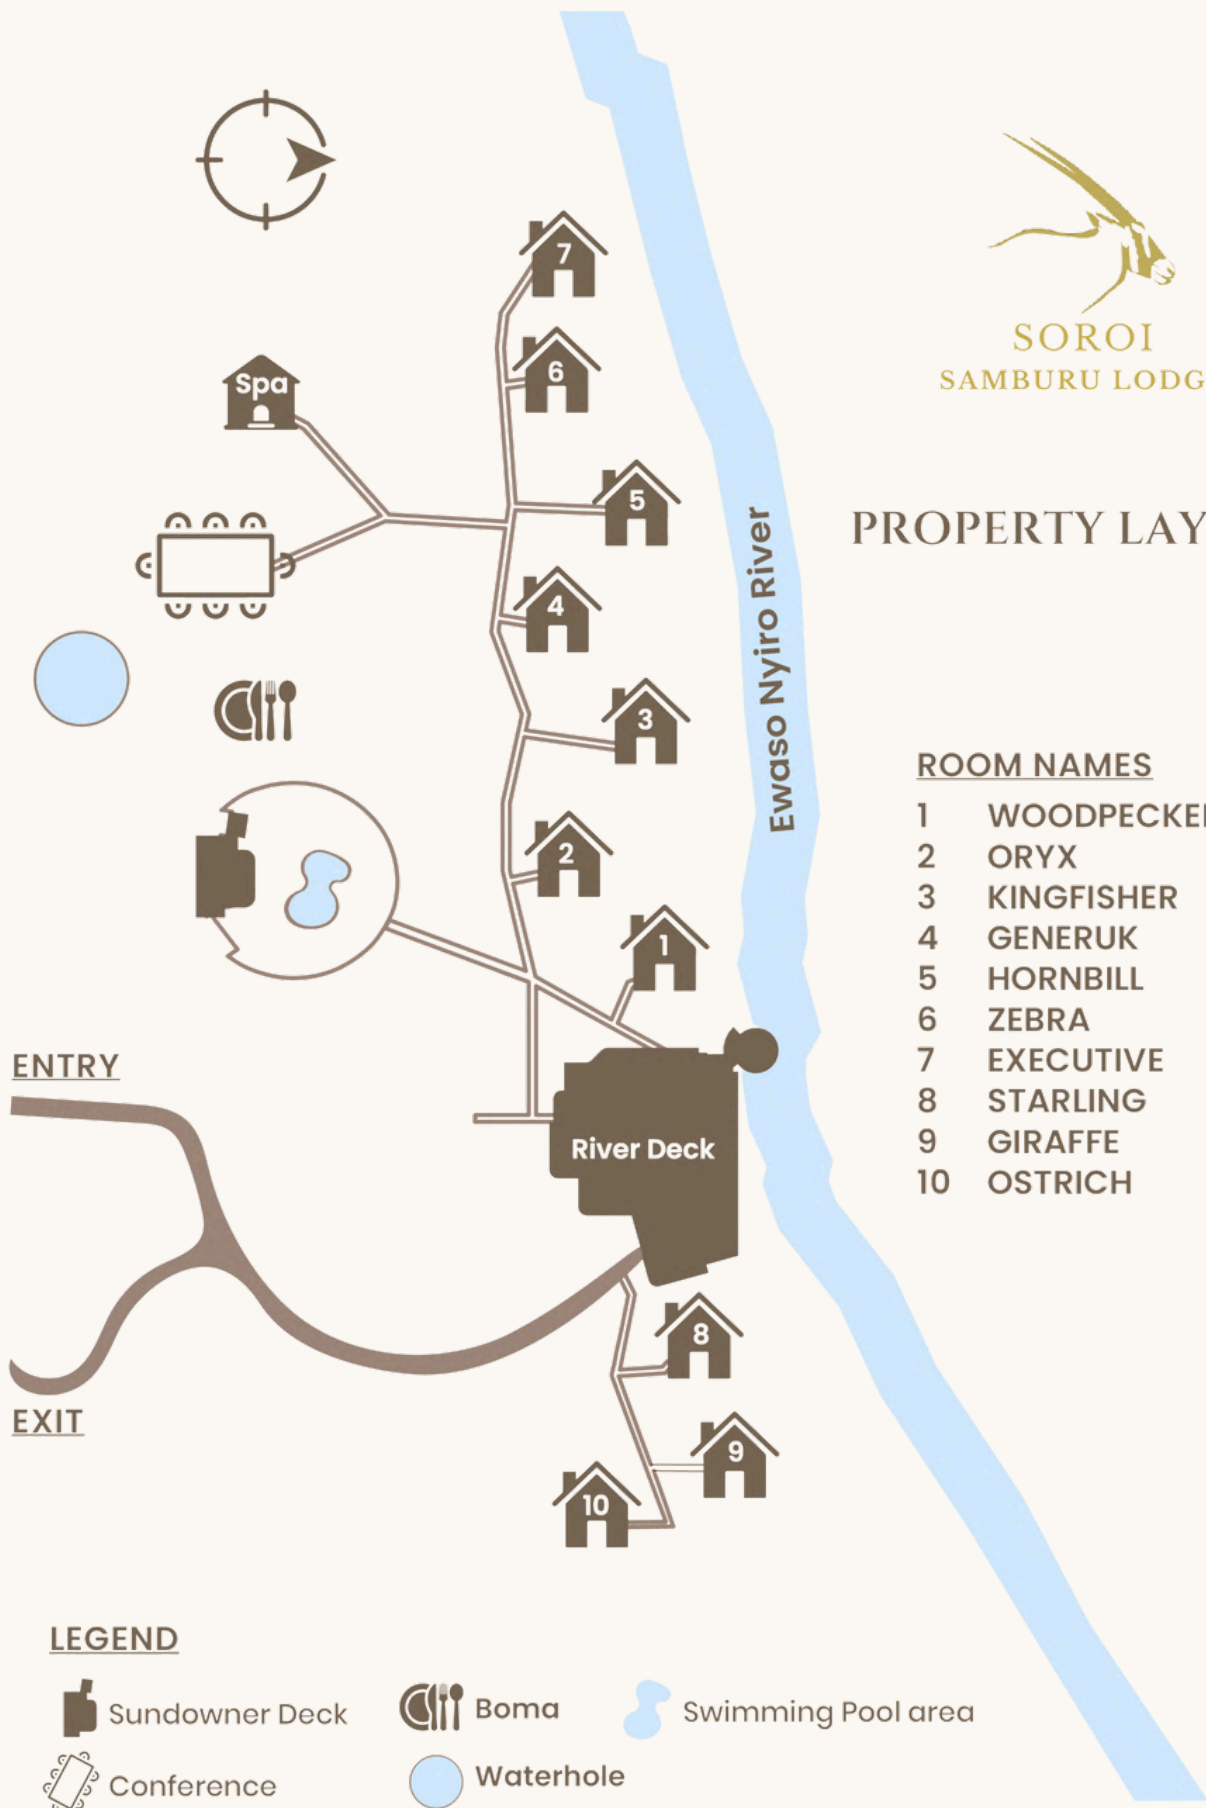 SOROI
SAMBURU LODG
PROPERTY LAY
7
6
Spa
5
4
3
2
1
Ewaso Nyiro River
ENTRY
River Deck
EXIT
8
9
10
ROOM NAMES
1 WOODPECKE
2 ORYX
3 KINGFISHER
4 GENERUK
5 HORNBILL
6 ZEBRA
7 EXECUTIVE
8 STARLING
9 GIRAFFE
10 OSTRICH
LEGEND
Sundowner Deck
Boma
Swimming Pool area
Conference
Waterhole